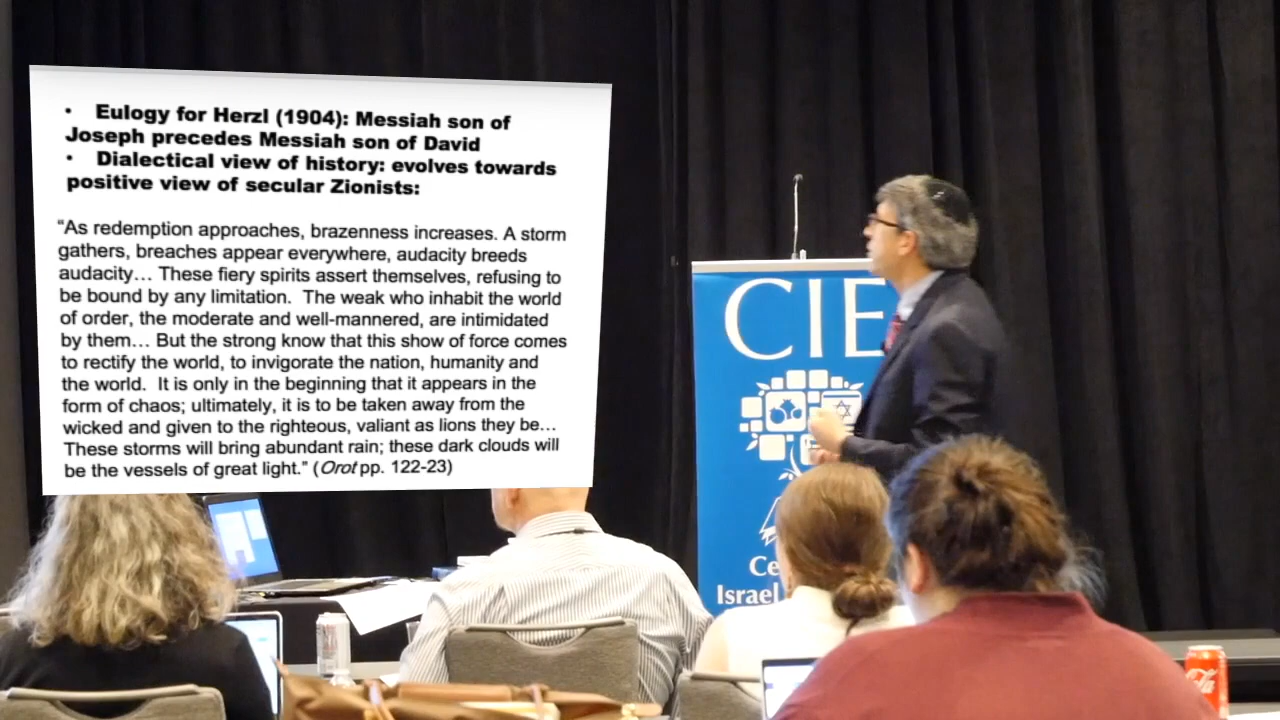 • Eulogy for Herzl (1904): Messiah son of
Joseph precedes Messiah son of David
• Dialectical view of history: evolves towards
positive view of secular Zionists:
“As redemption approaches, brazenness increases. A storm
gathers, breaches appear everywhere, audacity breeds
audacity… These fiery spirits assert themselves, refusing to
be bound by any limitation. The weak who inhabit the world
of order, the moderate and well-mannered, are intimidated
by them… But the strong know that this show of force comes
to rectify the world, to invigorate the nation, humanity and
the world. It is only in the beginning that it appears in the
form of chaos; ultimately, it is to be taken away from the
wicked and given to the righteous, valiant as lions they be…
These storms will bring abundant rain; these dark clouds will
be the vessels of great light.” (Orot pp. 122-23)
CIE
Ce
Israel